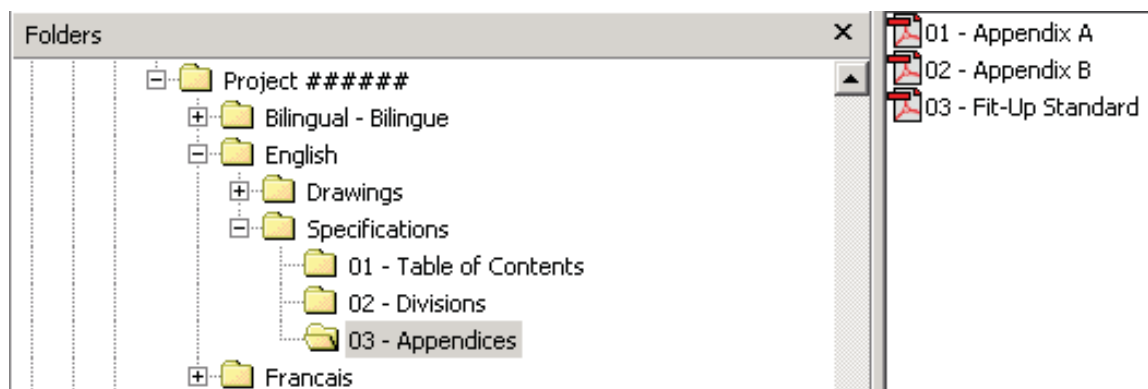 Folders
Project ######
Bilingual - Bilingue
English
Drawings
Specifications
01 - Table of Contents
02 - Divisions
03 - Appendices
Francais
01 - Appendix A
02 - Appendix B
03 - Fit-Up Standard